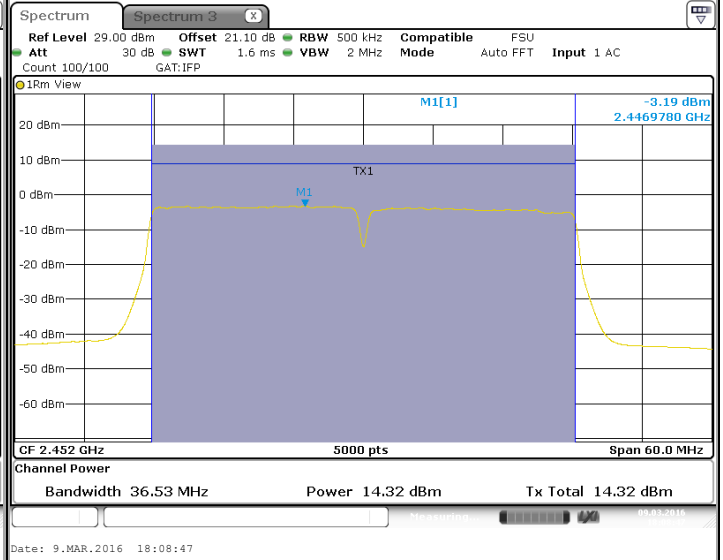 Spectrum Spectrum 3 X
Ref Level 29.00 dBm Offset 21.10 dB RBW 500 kHz Compatible FSU
Att 30 dB SWT 1.6 ms VBW 2 MHz Mode Auto FFT Input 1 AC
Count 100/100 GAT:IFP
1Rm View
M1[1] -3.19 dBm
2.4469780 GHz
20 dBm
10 dBm
TX1
M1
0 dBm
-10 dBm
-20 dBm
-30 dBm
-40 dBm
-50 dBm
-60 dBm
CF 2.452 GHz 5000 pts Span 60.0 MHz
Channel Power
Bandwidth 36.53 MHz Power 14.32 dBm Tx Total 14.32 dBm
Measuring... LXI 09.03.2016
Date: 9.MAR.2016 18:08:47